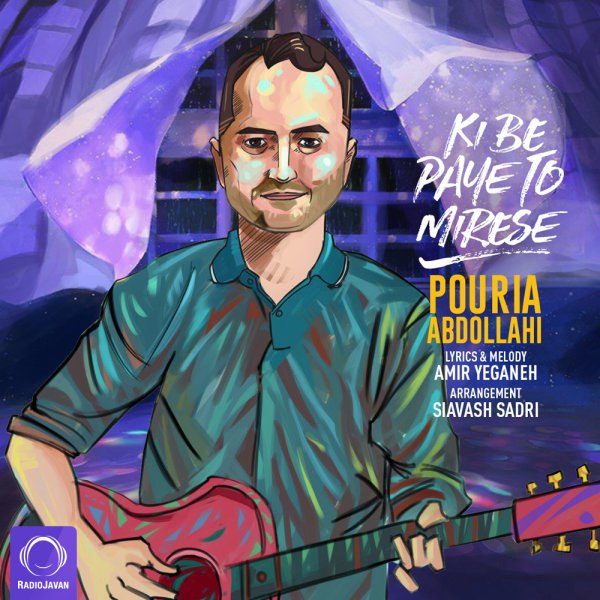 KI BE
PAYE TO
MIRESE
POURIA
ABDOLLAHI
LYRICS & MELODY
AMIR YEGANEH
ARRANGEMENT
SIAVASH SADRI
RADIOJAVAN